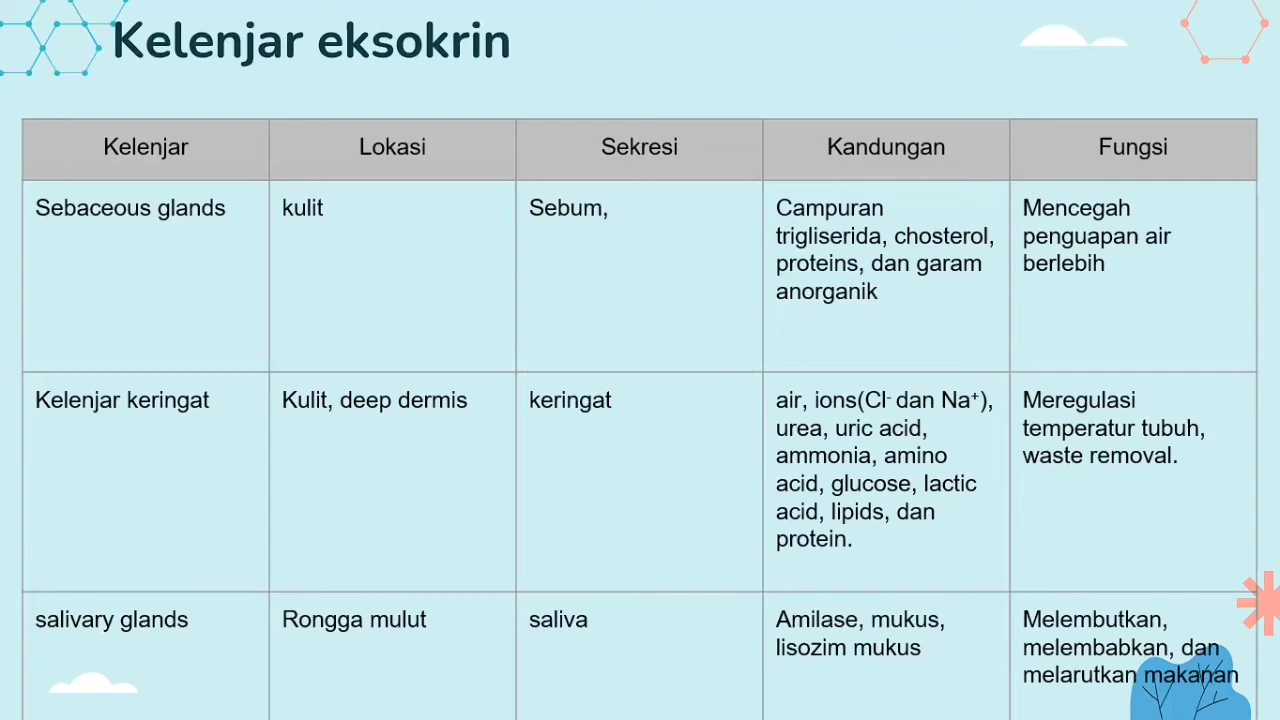 Kelenjar eksokrin
Kelenjar
Lokasi
Sekresi
Kandungan
Fungsi
Sebaceous glands
kulit
Sebum,
Campuran
trigliserida, chosterol,
proteins, dan garam
anorganik
Mencegah
penguapan air
berlebih
Kelenjar keringat
Kulit, deep dermis
keringat
air, ions(Cl⁻ dan Na⁺),
urea, uric acid,
ammonia, amino
acid, glucose, lactic
acid, lipids, dan
protein.
Meregulasi
temperatur tubuh,
waste removal.
salivary glands
Rongga mulut
saliva
Amilase, mukus,
lisozim mukus
Melembutkan,
melembabkan, dan
melarutkan makanan